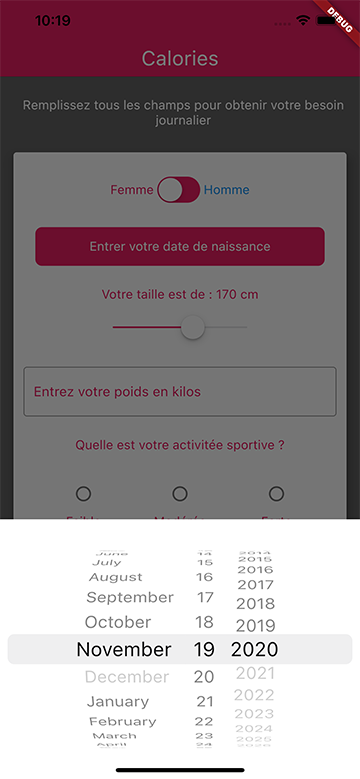 10:19
DEBUG
Calories
Remplissez tous les champs pour obtenir votre besoin
journalier
Femme Homme
Entrer votre date de naissance
Votre taille est de : 170 cm
Entrez votre poids en kilos
Quelle est votre activitée sportive ?
Faible Modérée Forte
June 14 2014
July 15 2015
August 16 2016
September 17 2017
October 18 2018
2019
November 19 2020
December 20 2021
January 21 2022
February 22 2023
March 23 2024
April 24 2025